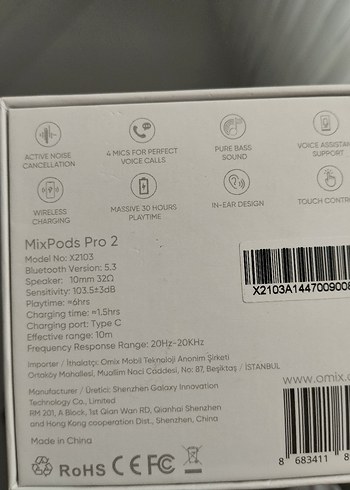 ACTIVE NOISE
CANCELLATION
4 MICS FOR PERFECT
VOICE CALLS
PURE BASS
SOUND
VOICE ASSISTAN
SUPPORT
WIRELESS
CHARGING
MASSIVE 30 HOURS
PLAYTIME
IN-EAR DESIGN
TOUCH CONTR
MixPods Pro 2
Model No: X2103
Bluetooth Version: 5.3
Speaker: 10mm 32Ω
Sensitivity: 103.5±3dB
Playtime: ≈6hrs
Charging time: ≈1.5hrs
Charging port: Type C
Effective range: 10m
Frequency Response Range: 20Hz-20KHz
X2103A1447009008
Importer / İthalatçı: Omix Mobil Teknoloji Anonim Şirketi
Ortaköy Mahallesi, Muallim Naci Caddesi, No: 87, Beşiktaş / İSTANBUL
Manufacturer / Üretici: Shenzhen Galaxy Innovation
Technology Co., Limited
RM 201, A Block, 1st Qian Wan RD, Qianhai Shenzhen
and Hong Kong cooperation Dist., Shenzhen, China
www.omix.c
Made in China
RoHS CE FC
8 683411 8